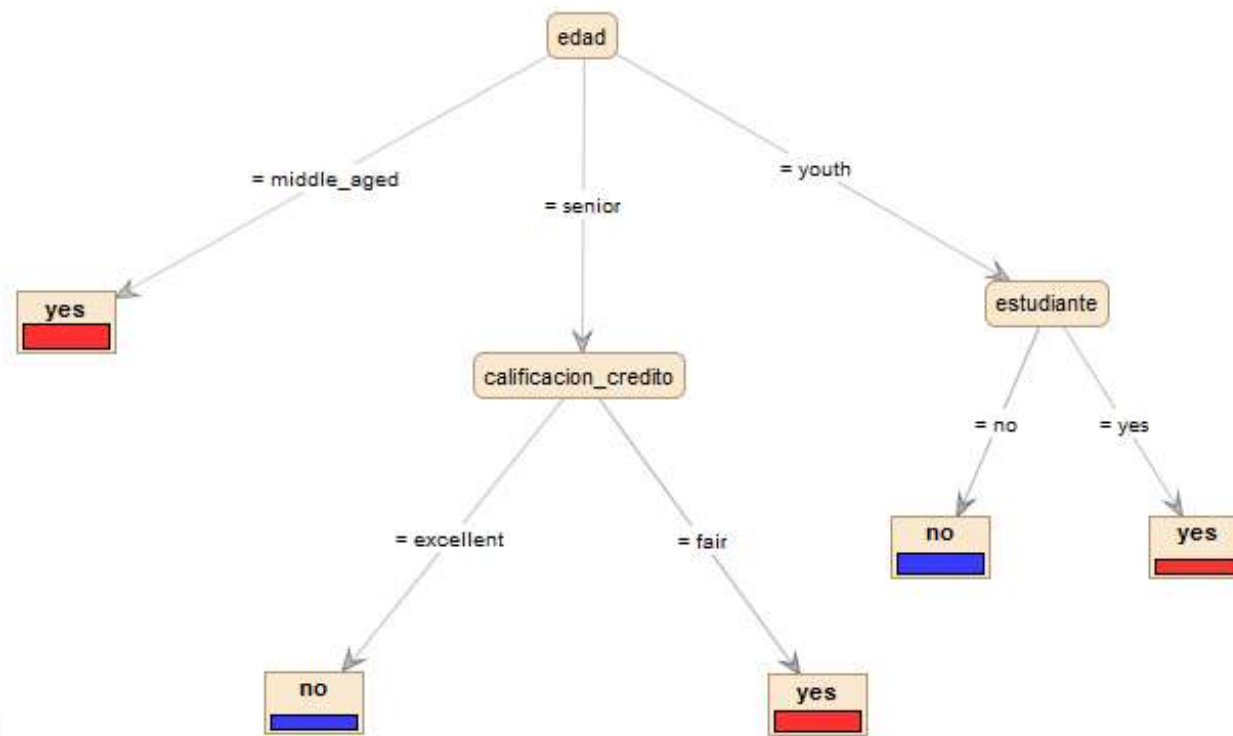 edad
= middle_aged
= senior
= youth
yes
estudiante
calificacion_credito
= no
= yes
= excellent
= fair
no
yes
no
yes